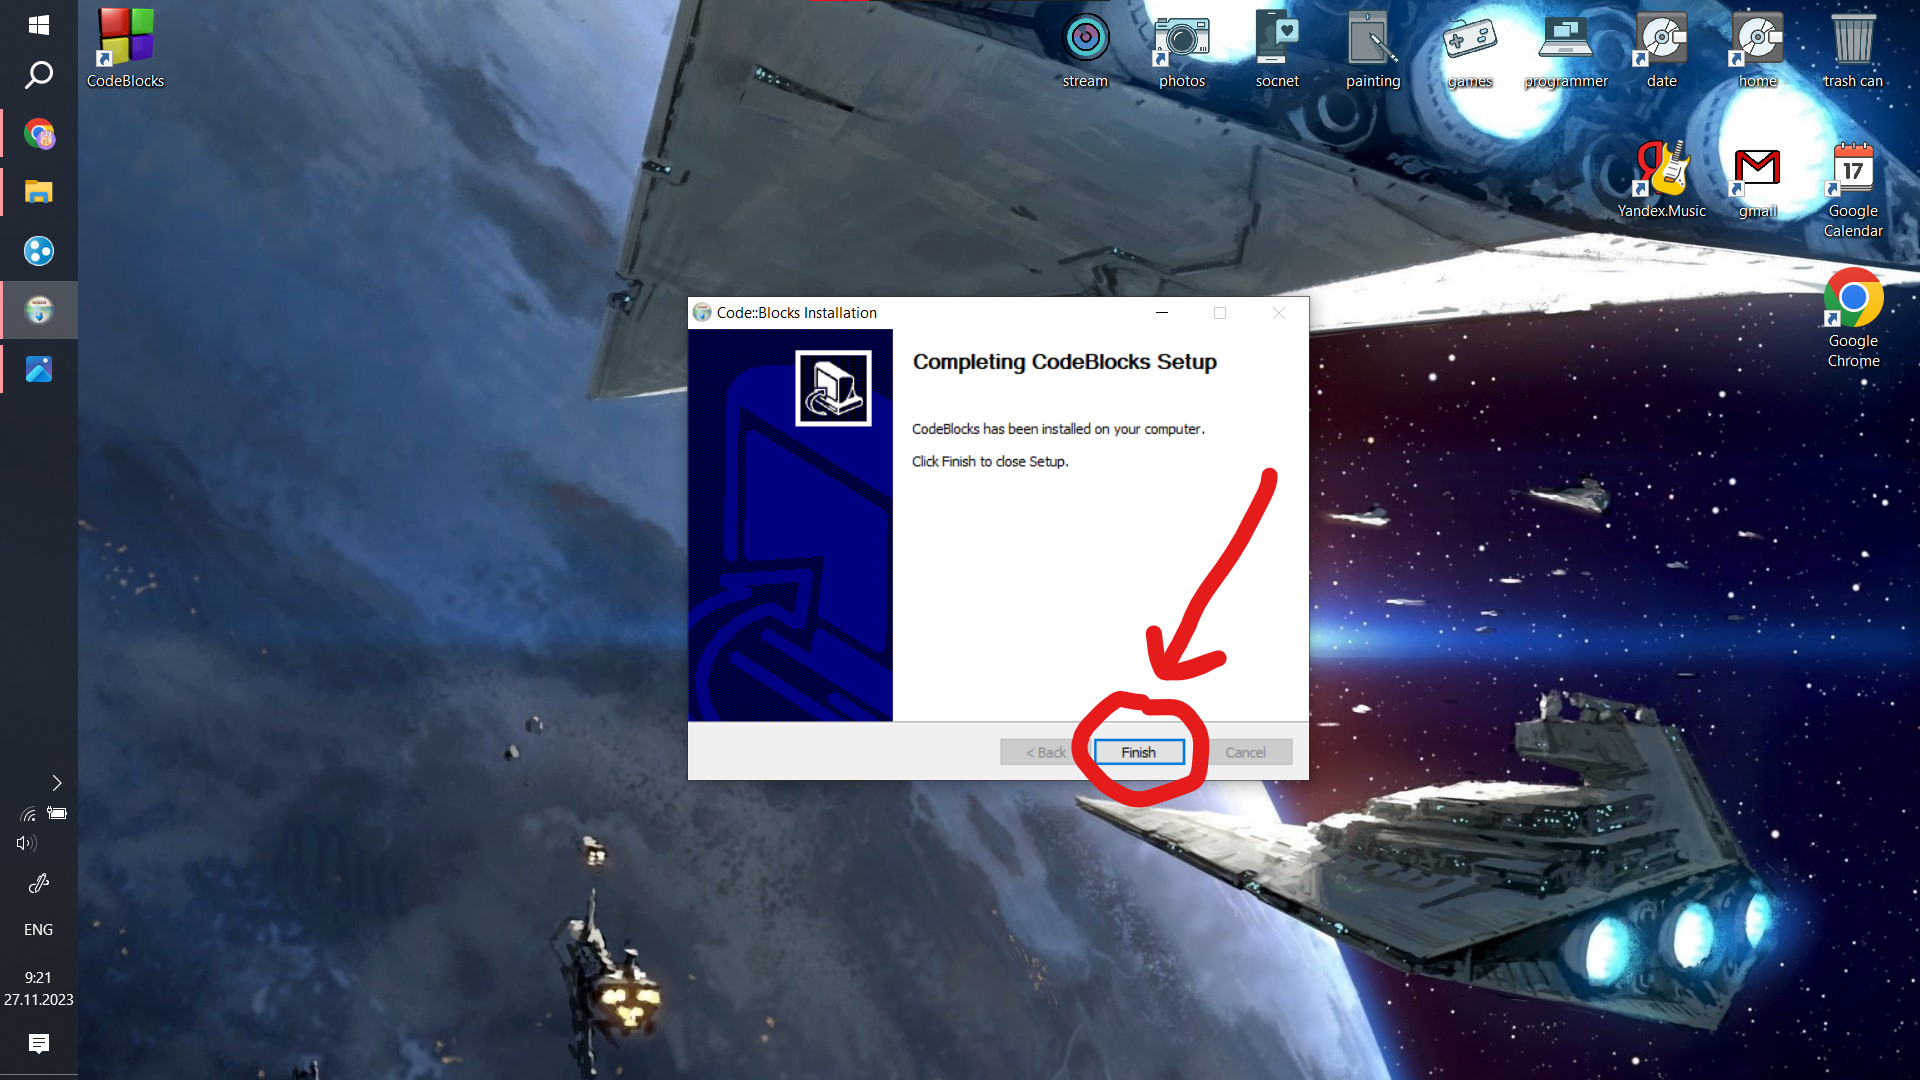 CodeBlocks
stream
photos
socnet
painting
games
programmer
date
home
trash can
Yandex.Music
gmail
17
Google
Calendar
Google
Chrome
Code::Blocks Installation
Completing CodeBlocks Setup
CodeBlocks has been installed on your computer.
Click Finish to close Setup.
< Back
Finish
Cancel
ENG
9:21
27.11.2023